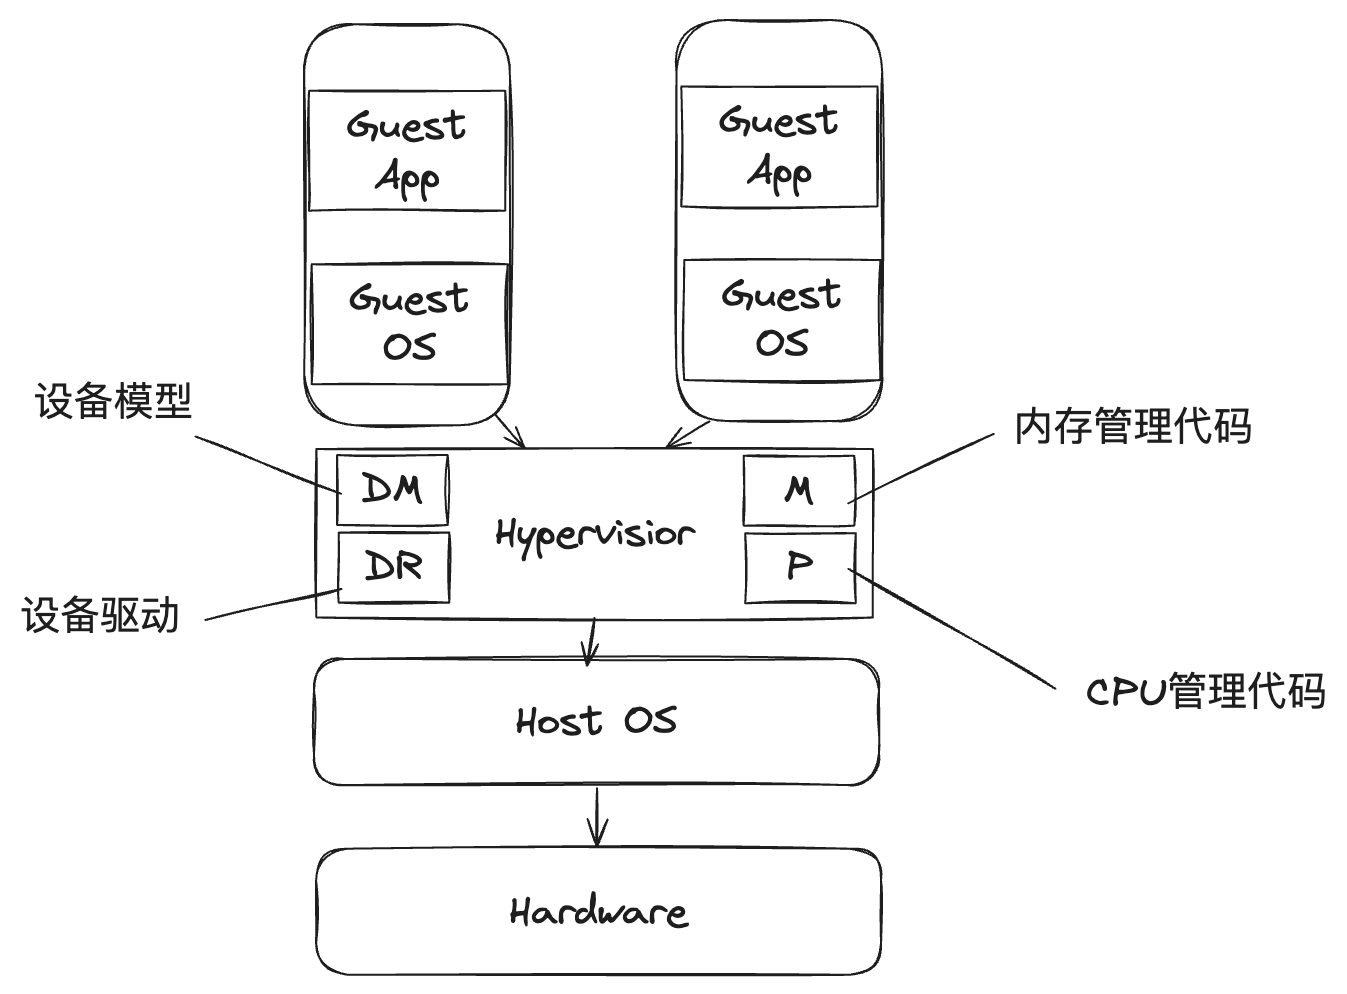 Guest
App
Guest
OS
Guest
App
Guest
OS
设备模型
内存管理代码
DM
DR
Hypervisior
M
P
设备驱动
CPU管理代码
Host OS
Hardware